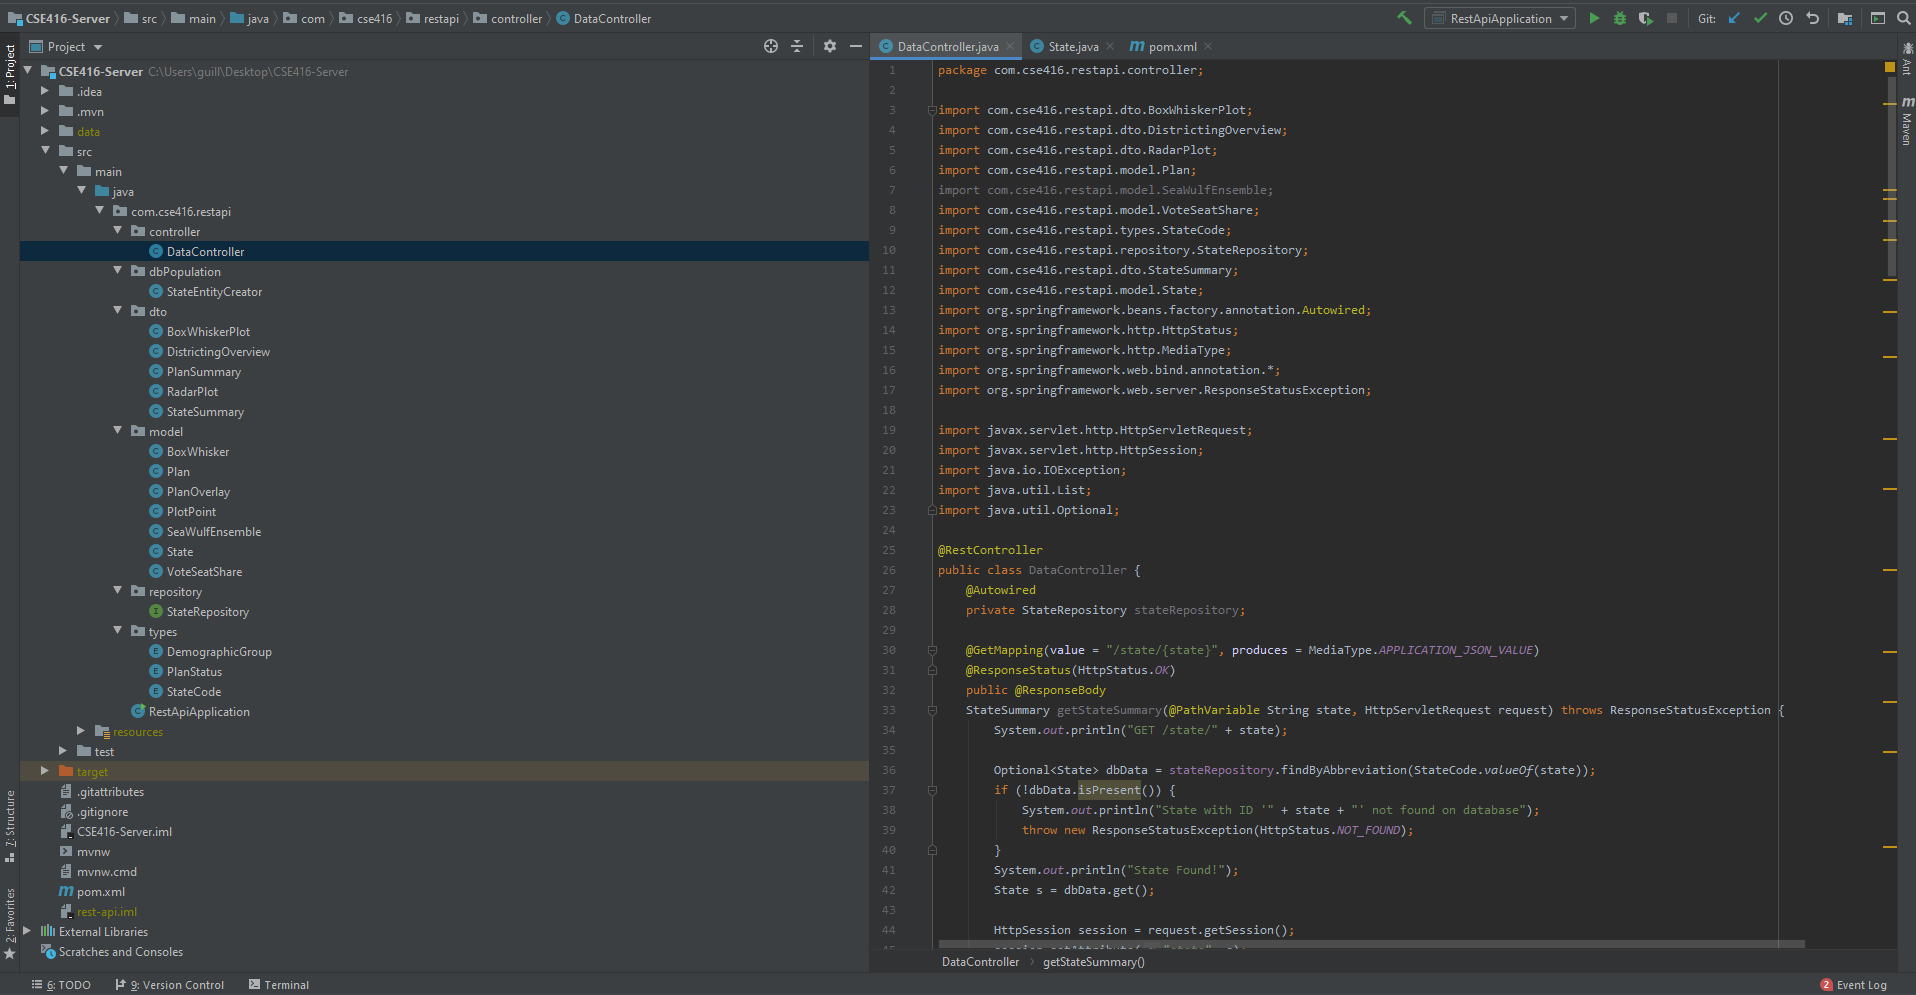 CSE416-Server src main java com cse416 restapi controller DataController RestApiApplication Git:
Project
1: Project
7: Structure
2: Favorites
CSE416-Server C:\Users\guill\Desktop\CSE416-Server
.idea
.mvn
data
src
main
java
com.cse416.restapi
controller
DataController
dbPopulation
StateEntityCreator
dto
BoxWhiskerPlot
DistrictingOverview
PlanSummary
RadarPlot
StateSummary
model
BoxWhisker
Plan
PlanOverlay
PlotPoint
SeaWulfEnsemble
State
VoteSeatShare
repository
StateRepository
types
DemographicGroup
PlanStatus
StateCode
RestApiApplication
resources
test
target
.gitattributes
.gitignore
CSE416-Server.iml
mvnw
mvnw.cmd
pom.xml
rest-api.iml
External Libraries
Scratches and Consoles
DataController.java State.java pom.xml
1 package com.cse416.restapi.controller;
2
3 import com.cse416.restapi.dto.BoxWhiskerPlot;
4 import com.cse416.restapi.dto.DistrictingOverview;
5 import com.cse416.restapi.dto.RadarPlot;
6 import com.cse416.restapi.model.Plan;
7 import com.cse416.restapi.model.SeaWulfEnsemble;
8 import com.cse416.restapi.model.VoteSeatShare;
9 import com.cse416.restapi.types.StateCode;
10 import com.cse416.restapi.repository.StateRepository;
11 import com.cse416.restapi.dto.StateSummary;
12 import com.cse416.restapi.model.State;
13 import org.springframework.beans.factory.annotation.Autowired;
14 import org.springframework.http.HttpStatus;
15 import org.springframework.http.MediaType;
16 import org.springframework.web.bind.annotation.*;
17 import org.springframework.web.server.ResponseStatusException;
18
19 import javax.servlet.http.HttpServletRequest;
20 import javax.servlet.http.HttpSession;
21 import java.io.IOException;
22 import java.util.List;
23 import java.util.Optional;
24
25 @RestController
26 public class DataController {
27 @Autowired
28 private StateRepository stateRepository;
29
30 @GetMapping(value = "/state/{state}", produces = MediaType.APPLICATION_JSON_VALUE)
31 @ResponseStatus(HttpStatus.OK)
32 public @ResponseBody
33 StateSummary getStateSummary(@PathVariable String state, HttpServletRequest request) throws ResponseStatusException {
34 System.out.println("GET /state/" + state);
35
36 Optional<State> dbData = stateRepository.findByAbbreviation(StateCode.valueOf(state));
37 if (!dbData.isPresent()) {
38 System.out.println("State with ID '" + state + "' not found on database");
39 throw new ResponseStatusException(HttpStatus.NOT_FOUND);
40 }
41 System.out.println("State Found!");
42 State s = dbData.get();
43
44 HttpSession session = request.getSession();
DataController getStateSummary()
Ant
Maven
6: TODO 9: Version Control Terminal 2 Event Log